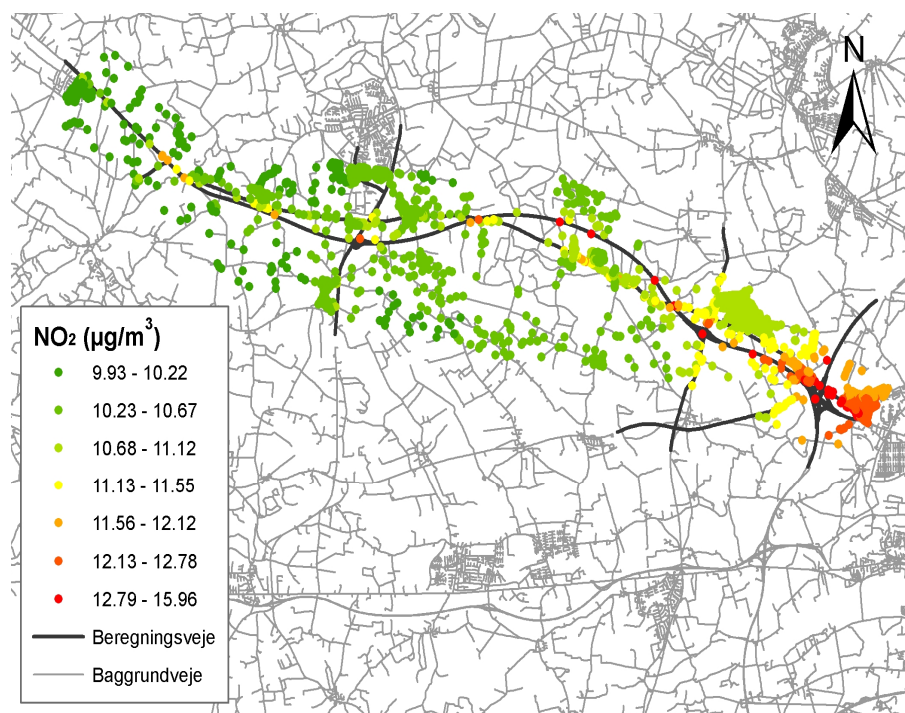 N
NO₂ (µg/m³)
9.93 - 10.22
10.23 - 10.67
10.68 - 11.12
11.13 - 11.55
11.56 - 12.12
12.13 - 12.78
12.79 - 15.96
Beregningsveje
Baggrundveje